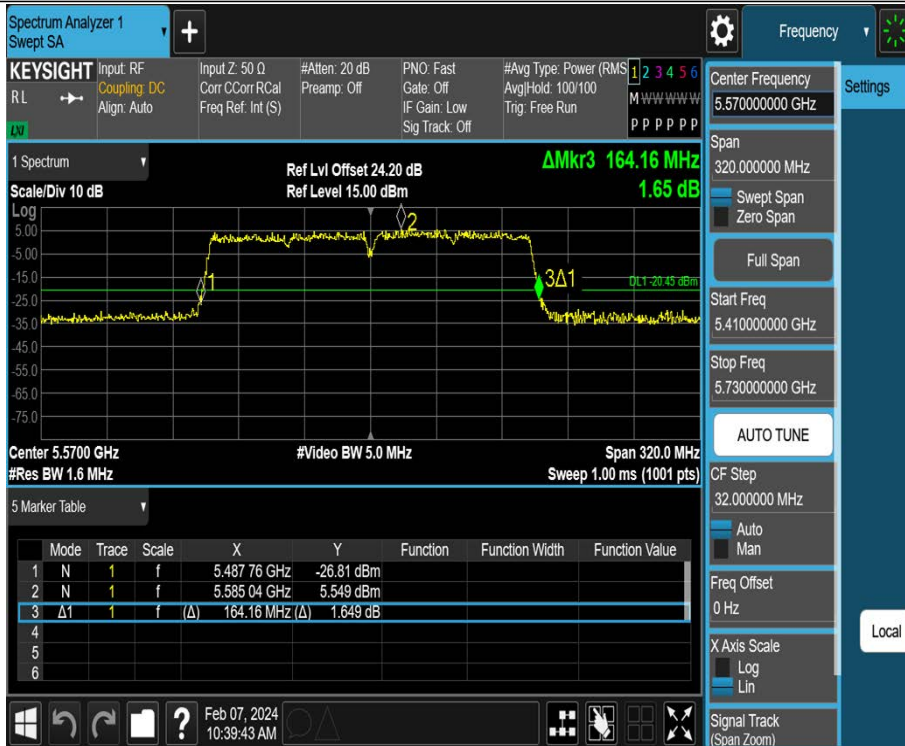 Spectrum Analyzer 1
Swept SA
+
Frequency
KEYSIGHT
RL
LXI
Input: RF
Coupling: DC
Align: Auto
Input Z: 50 Ω
Corr CCorr RCal
Freq Ref: Int (S)
#Atten: 20 dB
Preamp: Off
PNO: Fast
Gate: Off
IF Gain: Low
Sig Track: Off
#Avg Type: Power (RMS
Avg|Hold: 100/100
Trig: Free Run
1 2 3 4 5 6
M W W W W W
P P P P P P
1 Spectrum
Scale/Div 10 dB
Ref Lvl Offset 24.20 dB
Ref Level 15.00 dBm
ΔMkr3 164.16 MHz
1.65 dB
Log
5.00
-5.00
-15.0
-25.0
-35.0
-45.0
-55.0
-65.0
-75.0
1
2
3Δ1
DL1 -20.45 dBm
Center 5.5700 GHz
#Video BW 5.0 MHz
Span 320.0 MHz
#Res BW 1.6 MHz
Sweep 1.00 ms (1001 pts)
5 Marker Table
Mode Trace Scale X Y Function Function Width Function Value
1 N 1 f 5.487 76 GHz -26.81 dBm
2 N 1 f 5.585 04 GHz 5.549 dBm
3 Δ1 1 f (Δ) 164.16 MHz (Δ) 1.649 dB
4
5
6
?
Feb 07, 2024
10:39:43 AM
Center Frequency
5.570000000 GHz
Settings
Span
320.000000 MHz
Swept Span
Zero Span
Full Span
Start Freq
5.410000000 GHz
Stop Freq
5.730000000 GHz
AUTO TUNE
CF Step
32.000000 MHz
Auto
Man
Freq Offset
0 Hz
Local
X Axis Scale
Log
Lin
Signal Track
(Span Zoom)